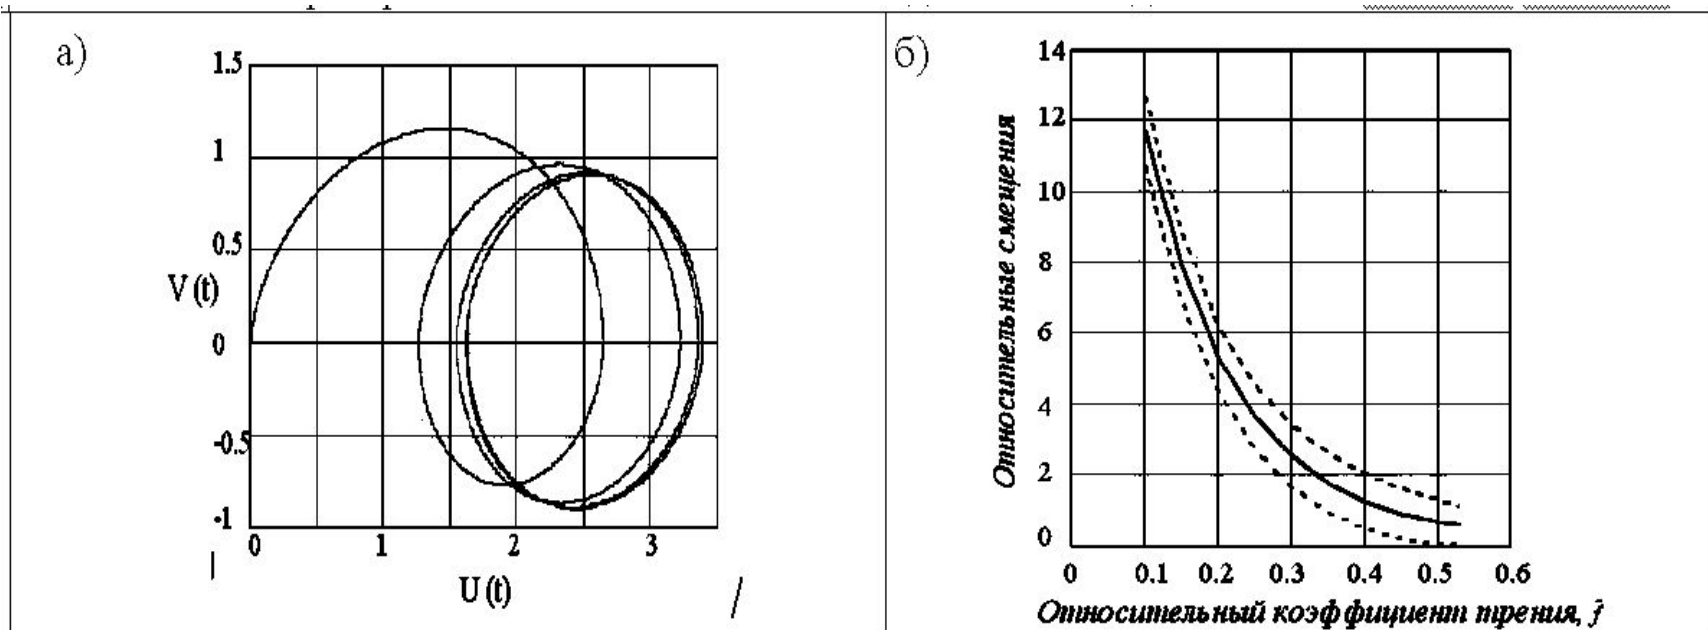 а)
1.5
1
0.5
V (t)
0
-0.5
-1
0 1 2 3
U (t)
б)
14
12
10
8
6
4
2
0
Относительные смещения
0 0.1 0.2 0.3 0.4 0.5 0.6
Относительный коэффициент трения, f